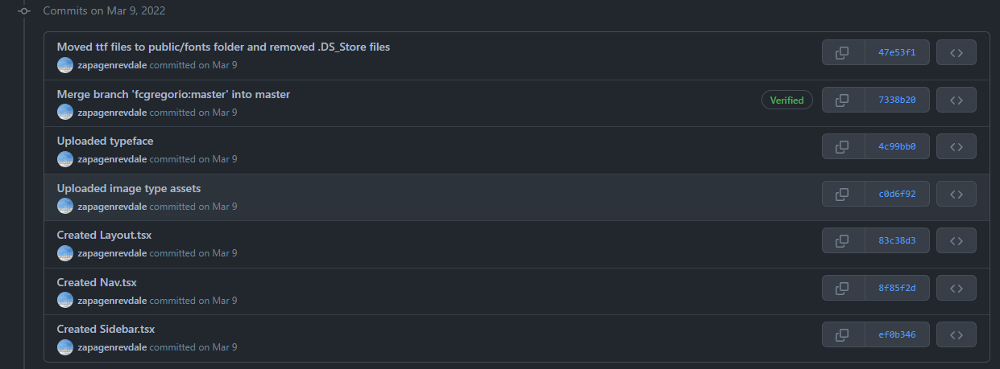 Commits on Mar 9, 2022
Moved ttf files to public/fonts folder and removed .DS_Store files
zapagenrevdale committed on Mar 9
47e53f1
Merge branch 'fcgregorio:master' into master
zapagenrevdale committed on Mar 9
Verified
7338b20
Uploaded typeface
zapagenrevdale committed on Mar 9
4c99bb0
Uploaded image type assets
zapagenrevdale committed on Mar 9
c0d6f92
Created Layout.tsx
zapagenrevdale committed on Mar 9
83c38d3
Created Nav.tsx
zapagenrevdale committed on Mar 9
8f85f2d
Created Sidebar.tsx
zapagenrevdale committed on Mar 9
ef0b346